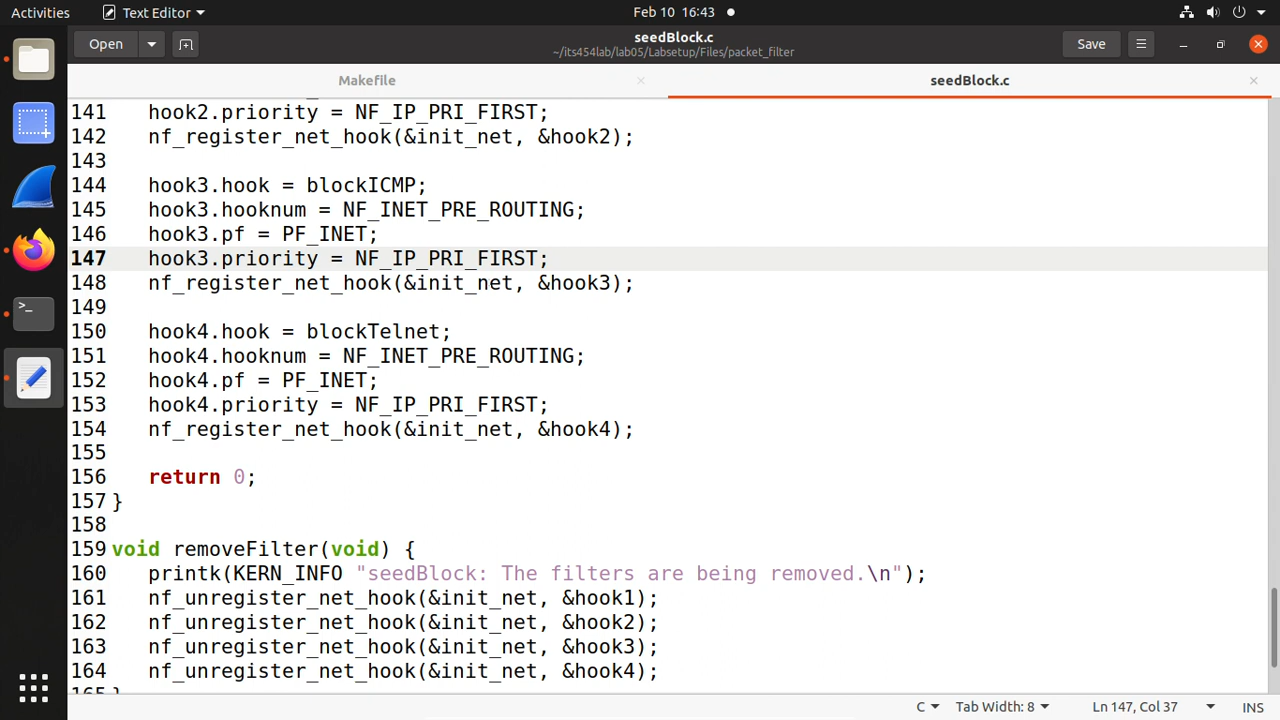 Activities Text Editor Feb 10 16:43
Open seedBlock.c Save
~/its454lab/lab05/Labsetup/Files/packet_filter
Makefile seedBlock.c
141 hook2.priority = NF_IP_PRI_FIRST;
142 nf_register_net_hook(&init_net, &hook2);
143
144 hook3.hook = blockICMP;
145 hook3.hooknum = NF_INET_PRE_ROUTING;
146 hook3.pf = PF_INET;
147 hook3.priority = NF_IP_PRI_FIRST;
148 nf_register_net_hook(&init_net, &hook3);
149
150 hook4.hook = blockTelnet;
151 hook4.hooknum = NF_INET_PRE_ROUTING;
152 hook4.pf = PF_INET;
153 hook4.priority = NF_IP_PRI_FIRST;
154 nf_register_net_hook(&init_net, &hook4);
155
156 return 0;
157 }
158
159 void removeFilter(void) {
160 printk(KERN_INFO "seedBlock: The filters are being removed.\n");
161 nf_unregister_net_hook(&init_net, &hook1);
162 nf_unregister_net_hook(&init_net, &hook2);
163 nf_unregister_net_hook(&init_net, &hook3);
164 nf_unregister_net_hook(&init_net, &hook4);
165 }
C Tab Width: 8 Ln 147, Col 37 INS